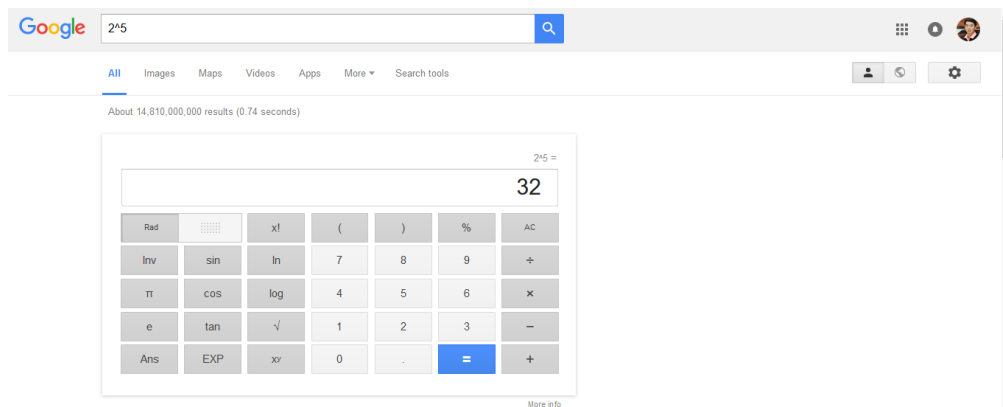 Google 2^5
All Images Maps Videos Apps More Search tools
About 14,810,000,000 results (0.74 seconds)
2^5 =
32
Rad x! ( ) % AC
Inv sin ln 7 8 9 ÷
π cos log 4 5 6 ×
e tan √ 1 2 3 −
Ans EXP xʸ 0 . = +
More info